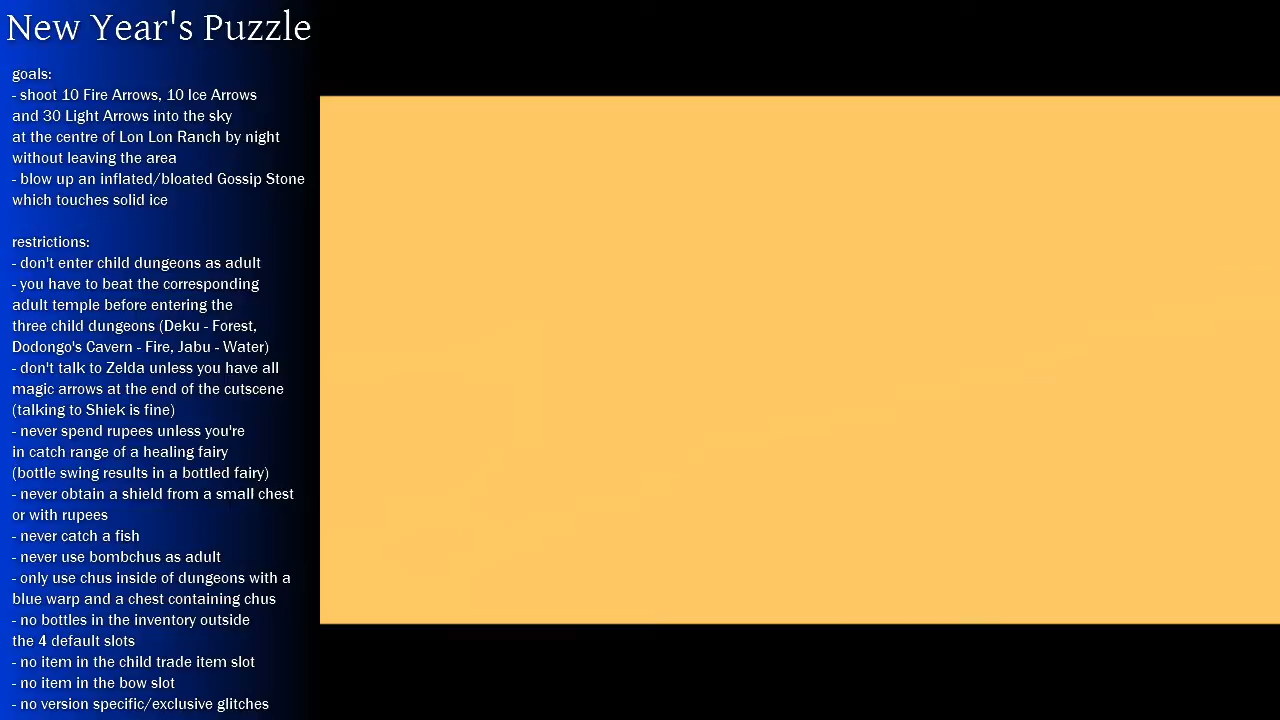 New Year's Puzzle
goals:
- shoot 10 Fire Arrows, 10 Ice Arrows
and 30 Light Arrows into the sky
at the centre of Lon Lon Ranch by night
without leaving the area
- blow up an inflated/bloated Gossip Stone
which touches solid ice
restrictions:
- don't enter child dungeons as adult
- you have to beat the corresponding
adult temple before entering the
three child dungeons (Deku - Forest,
Dodongo's Cavern - Fire, Jabu - Water)
- don't talk to Zelda unless you have all
magic arrows at the end of the cutscene
(talking to Shiek is fine)
- never spend rupees unless you're
in catch range of a healing fairy
(bottle swing results in a bottled fairy)
- never obtain a shield from a small chest
or with rupees
- never catch a fish
- never use bombchus as adult
- only use chus inside of dungeons with a
blue warp and a chest containing chus
- no bottles in the inventory outside
the 4 default slots
- no item in the child trade item slot
- no item in the bow slot
- no version specific/exclusive glitches